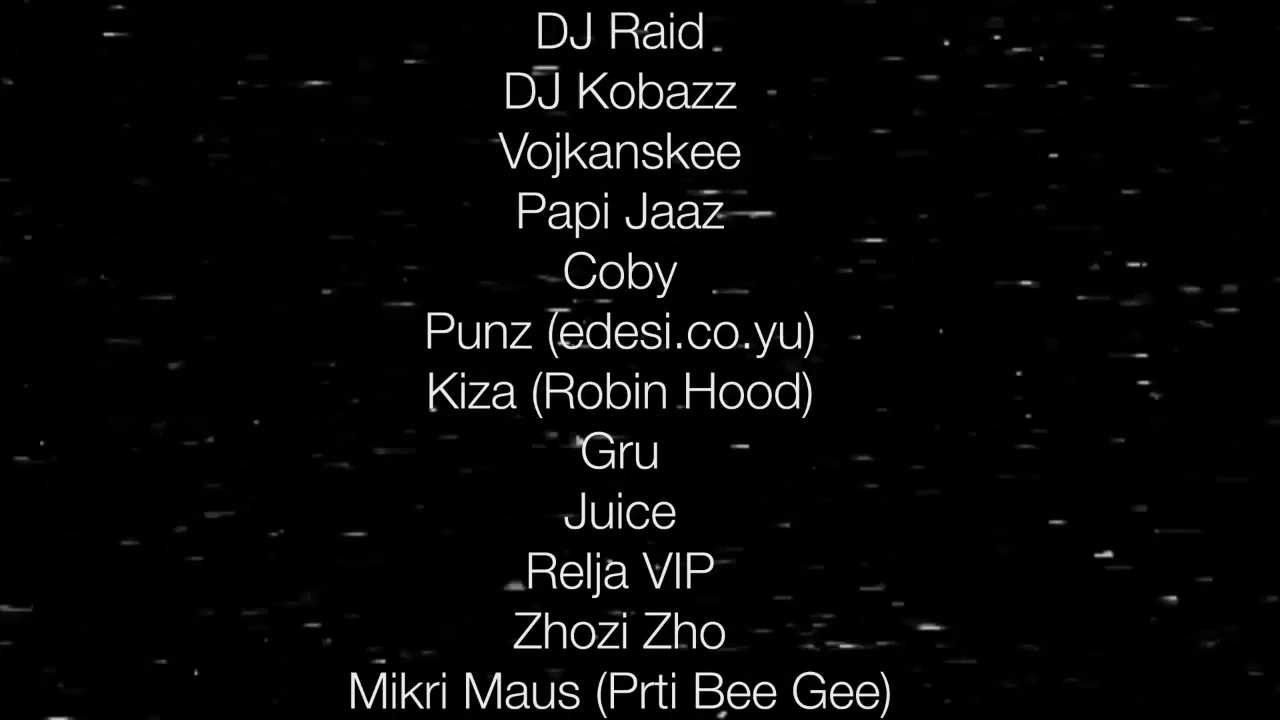 DJ Raid
DJ Kobazz
Vojkanskee
Papi Jaaz
Coby
Punz (edesi.co.yu)
Kiza (Robin Hood)
Gru
Juice
Relja VIP
Zhozi Zho
Mikri Maus (Prti Bee Gee)